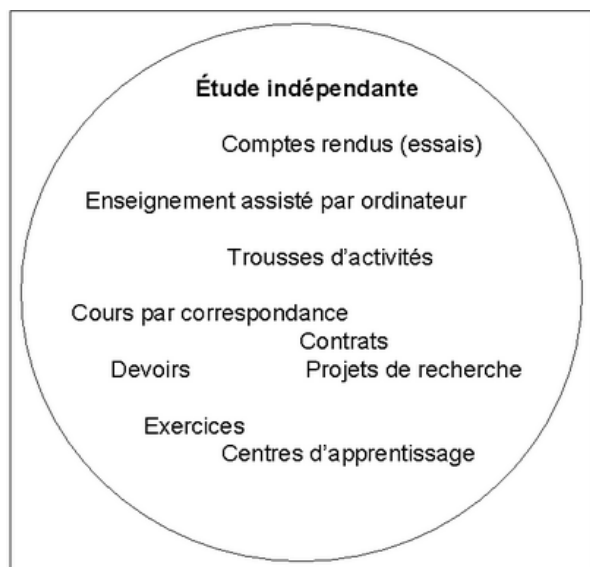 Étude indépendante
Comptes rendus (essais)
Enseignement assisté par ordinateur
Trousses d'activités
Cours par correspondance
Contrats
Devoirs
Projets de recherche
Exercices
Centres d'apprentissage